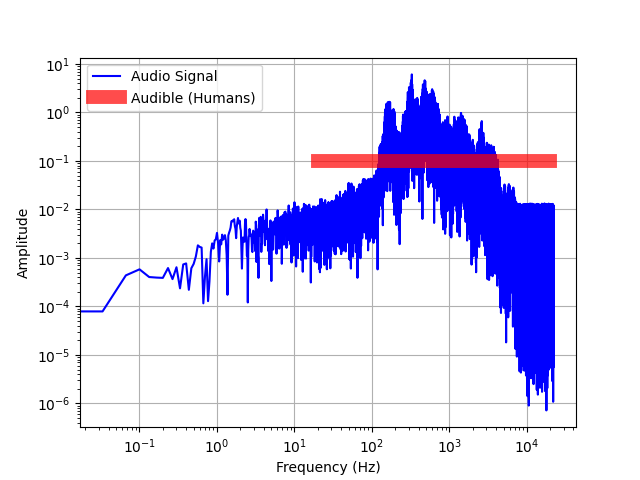 10¹
10⁰
10⁻¹
10⁻²
10⁻³
10⁻⁴
10⁻⁵
10⁻⁶
Amplitude
Audio Signal
Audible (Humans)
10⁻¹ 10⁰ 10¹ 10² 10³ 10⁴
Frequency (Hz)